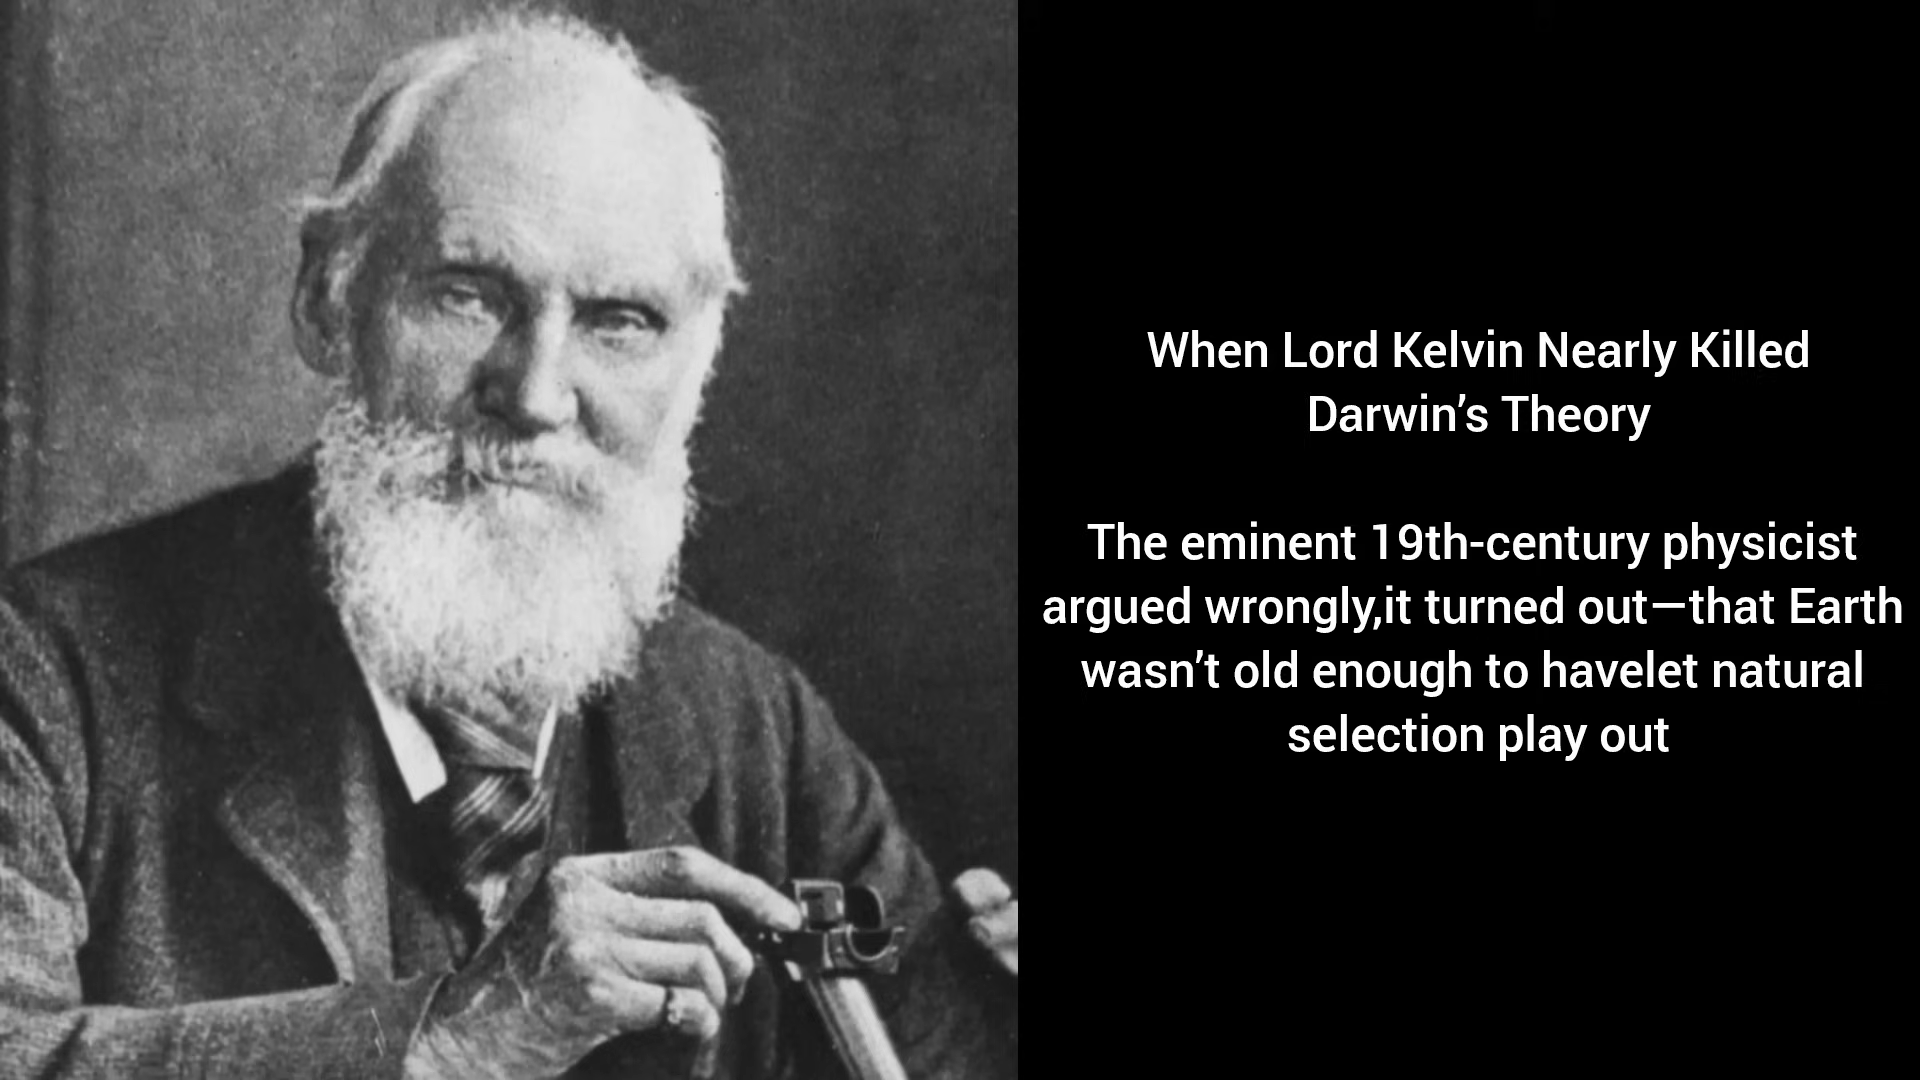 When Lord Kelvin Nearly Killed
Darwin’s Theory
The eminent 19th-century physicist
argued wrongly,it turned out—that Earth
wasn’t old enough to havelet natural
selection play out